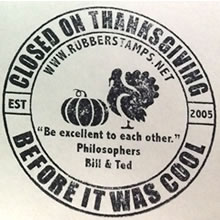 CLOSED ON THANKSGIVING
WWW.RUBBERSTAMPS.NET
EST
2005
"Be excellent to each other."
Philosophers
Bill & Ted
BEFORE IT WAS COOL